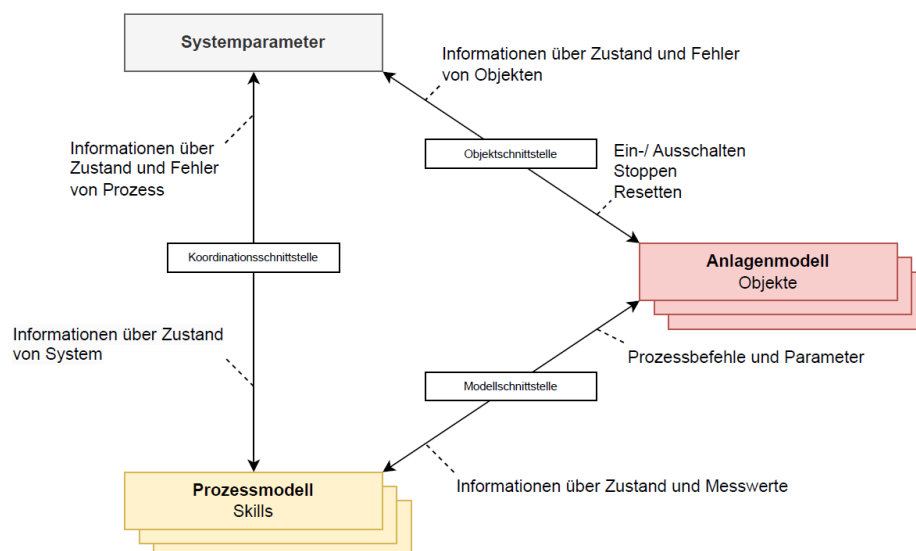 Systemparameter
Informationen über Zustand und Fehler
von Objekten
Informationen über
Zustand und Fehler
von Prozess
Objektschnittstelle
Ein-/ Ausschalten
Stoppen
Resetten
Koordinationsschnittstelle
Anlagenmodell
Objekte
Informationen über Zustand
von System
Prozessbefehle und Parameter
Modellschnittstelle
Prozessmodell
Skills
Informationen über Zustand und Messwerte